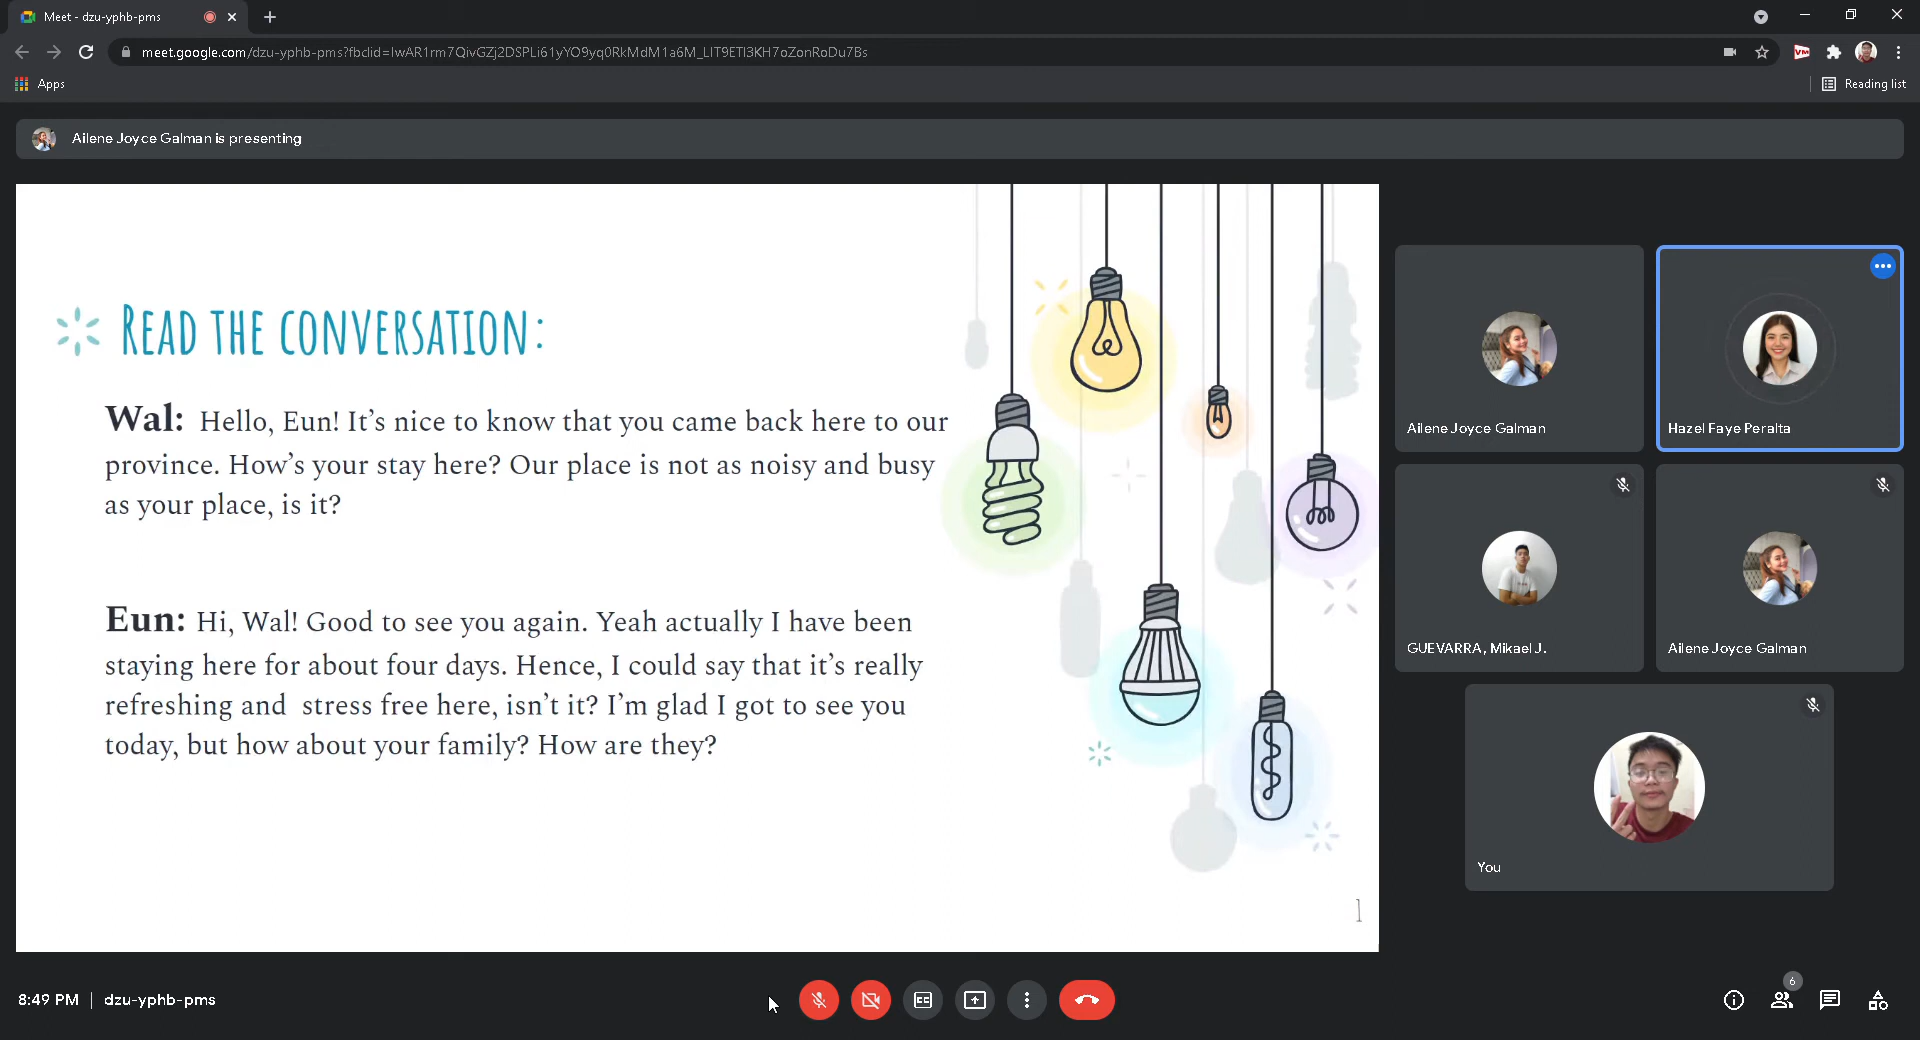 Meet - dzu-yphb-pms
meet.google.com/dzu-yphb-pms?fbclid=IwAR1rm7QivGZj2DSPLi61yYO9yq0RkMdM1a6M_LIT9ETI3KH7oZonRoDu7Bs
VM
Apps
Reading list
Ailene Joyce Galman is presenting
READ THE CONVERSATION:
Wal: Hello, Eun! It's nice to know that you came back here to our
province. How's your stay here? Our place is not as noisy and busy
as your place, is it?
Eun: Hi, Wal! Good to see you again. Yeah actually I have been
staying here for about four days. Hence, I could say that it's really
refreshing and  stress free here, isn't it? I'm glad I got to see you
today, but how about your family? How are they?
1
Ailene Joyce Galman
Hazel Faye Peralta
GUEVARRA, Mikael J.
Ailene Joyce Galman
You
8:49 PM | dzu-yphb-pms
6